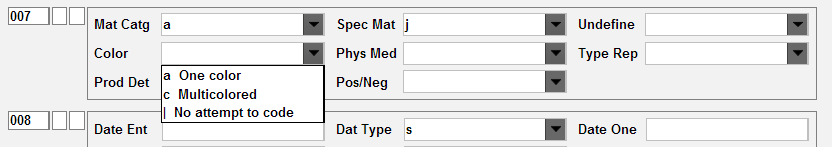 007 Mat Catg a Spec Mat j Undefine
Color Phys Med Type Rep
a One color
Prod Det Pos/Neg
c Multicolored
| No attempt to code
008 Date Ent Dat Type s Date One